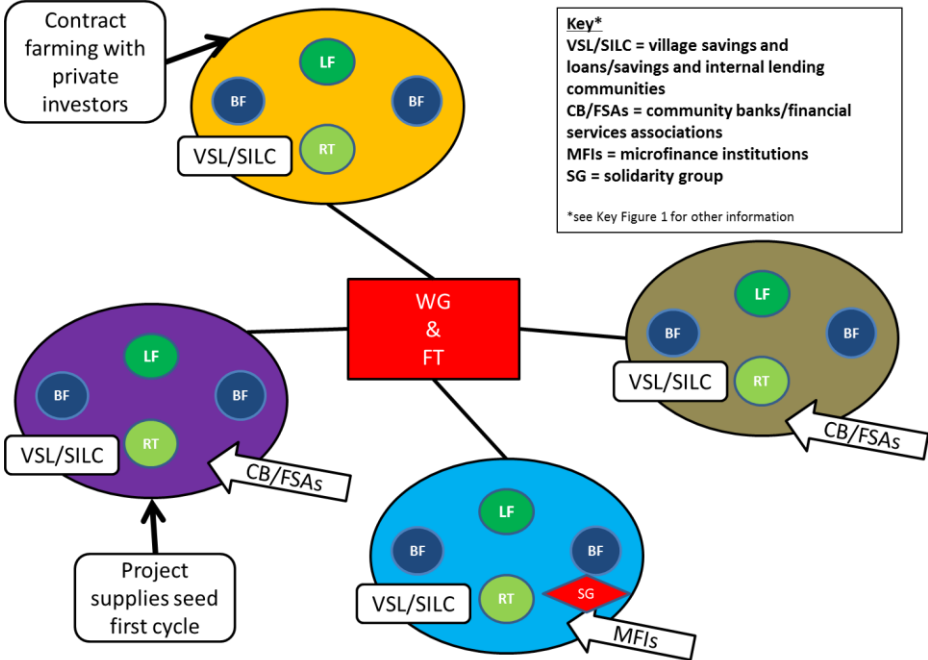 Contract
farming with
private
investors
LF
BF
BF
VSL/SILC
RT
Key*
VSL/SILC = village savings and
loans/savings and internal lending
communities
CB/FSAs = community banks/financial
services associations
MFIs = microfinance institutions
SG = solidarity group
*see Key Figure 1 for other information
WG
&
FT
LF
BF
BF
VSL/SILC
RT
CB/FSAs
LF
BF
BF
VSL/SILC
RT
CB/FSAs
Project
supplies seed
first cycle
LF
BF
BF
VSL/SILC
RT
SG
MFIs